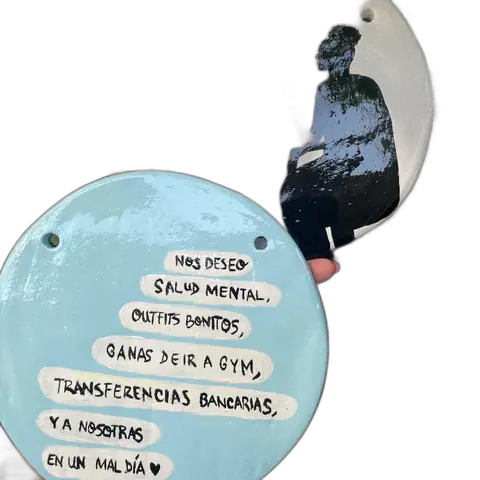 NOS DESEO
SALUD MENTAL,
OUTFITS BONITOS,
GANAS DE IR A GYM,
TRANSFERENCIAS BANCARIAS,
Y A NOSOTRAS
EN UN MAL DÍA ♥